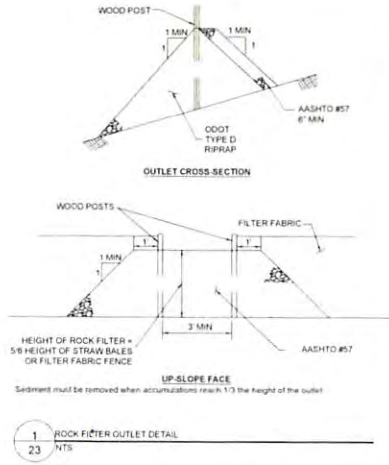 WOOD POST
1 MIN
1 MIN
1
1
AASHTO #57
6" MIN
ODOT
TYPE D
RIPRAP
OUTLET CROSS-SECTION
WOOD POSTS
FILTER FABRIC
1'
1'
1 MIN
1
3' MIN
HEIGHT OF ROCK FILTER =
5/6 HEIGHT OF STRAW BALES
OR FILTER FABRIC FENCE
AASHTO #57
UP-SLOPE FACE
Sediment must be removed when accumulations reach 1/3 the height of the outlet
1
23
ROCK FILTER OUTLET DETAIL
NTS